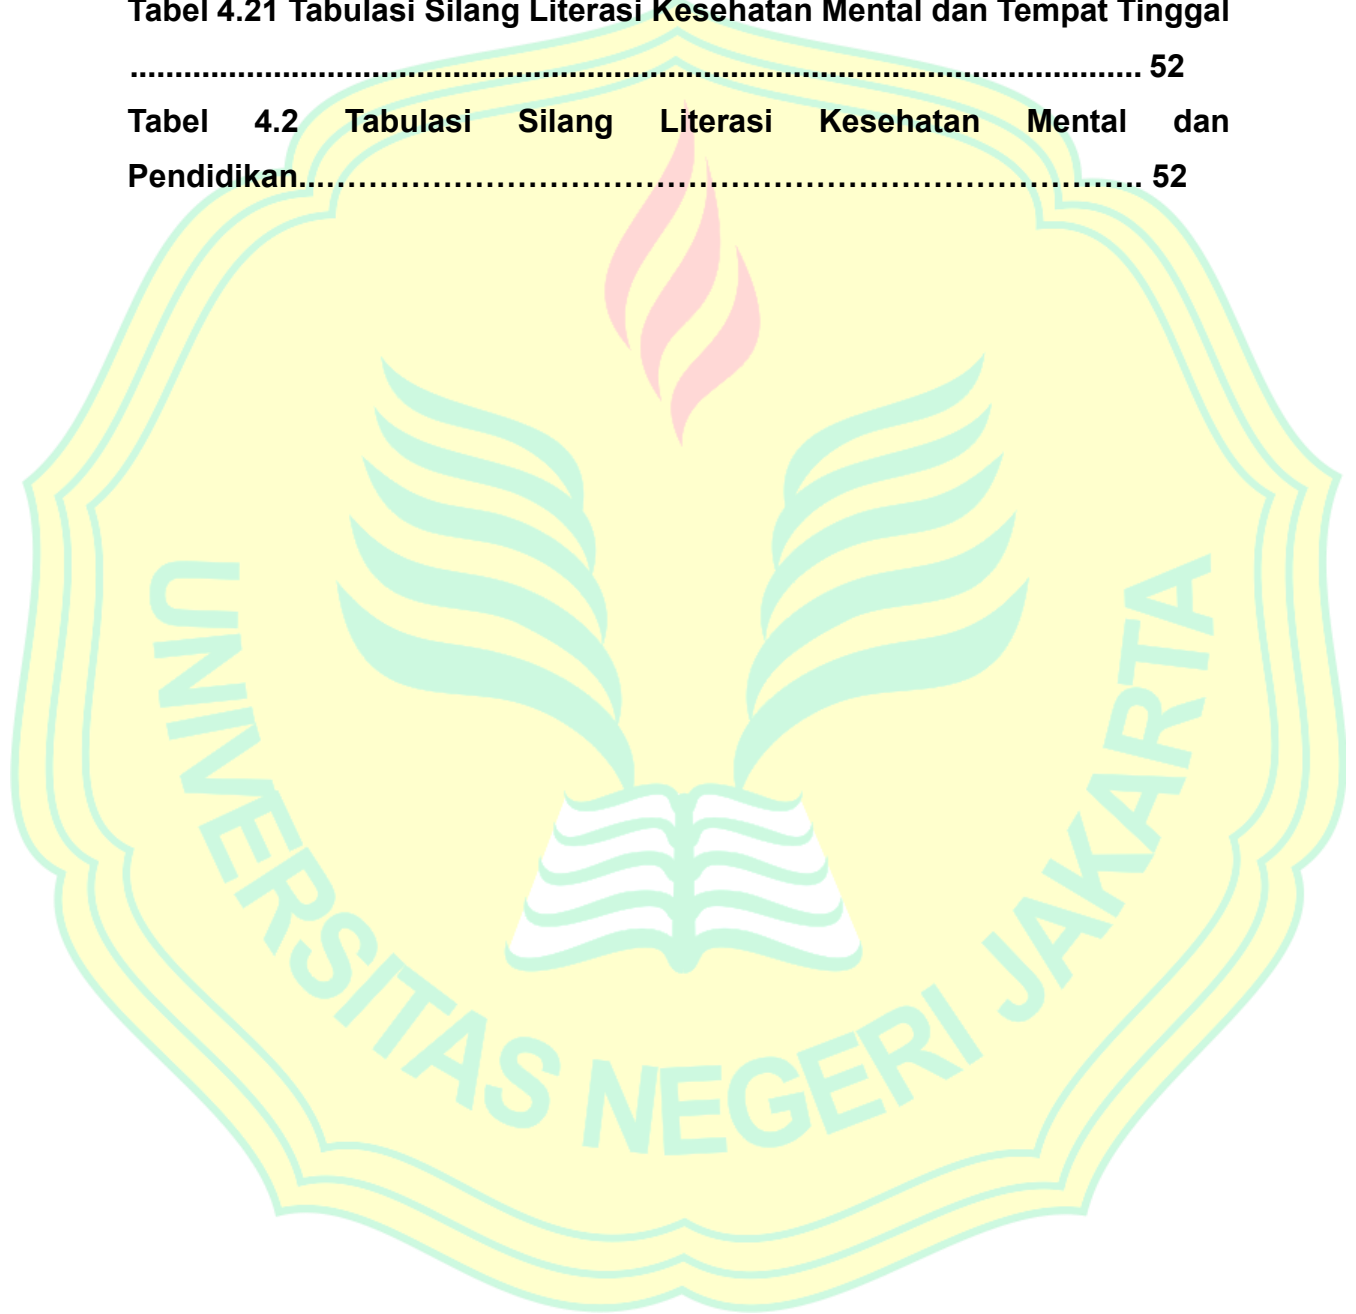 Tabel 4.21 Tabulasi Silang Literasi Kesehatan Mental dan Tempat Tinggal
................................................................................................................. 52
Tabel 4.2 Tabulasi Silang Literasi Kesehatan Mental dan
Pendidikan..…………………………………………………………………….. 52
UNIVERSITAS NEGERI JAKARTA